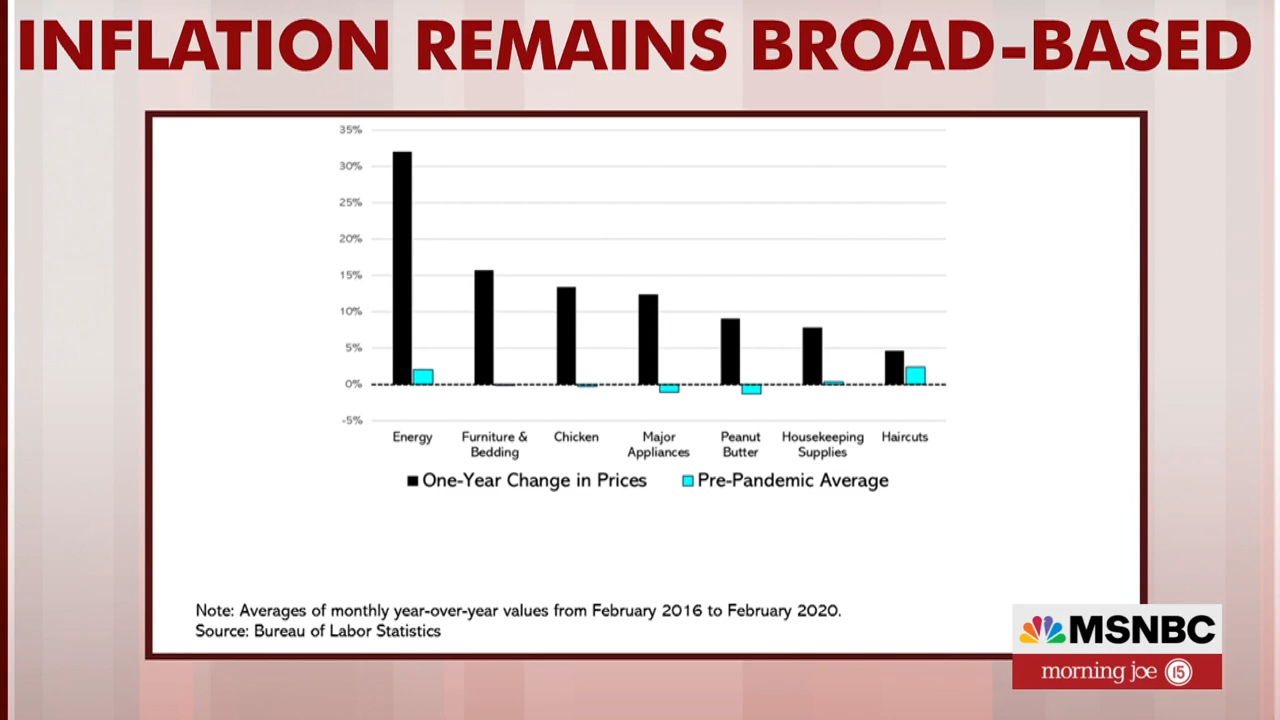 INFLATION REMAINS BROAD-BASED
35%
30%
25%
20%
15%
10%
5%
0%
-5%
Energy
Furniture &
Bedding
Chicken
Major
Appliances
Peanut
Butter
Housekeeping
Supplies
Haircuts
One-Year Change in Prices
Pre-Pandemic Average
Note: Averages of monthly year-over-year values from February 2016 to February 2020.
Source: Bureau of Labor Statistics
MSNBC
morning joe 15